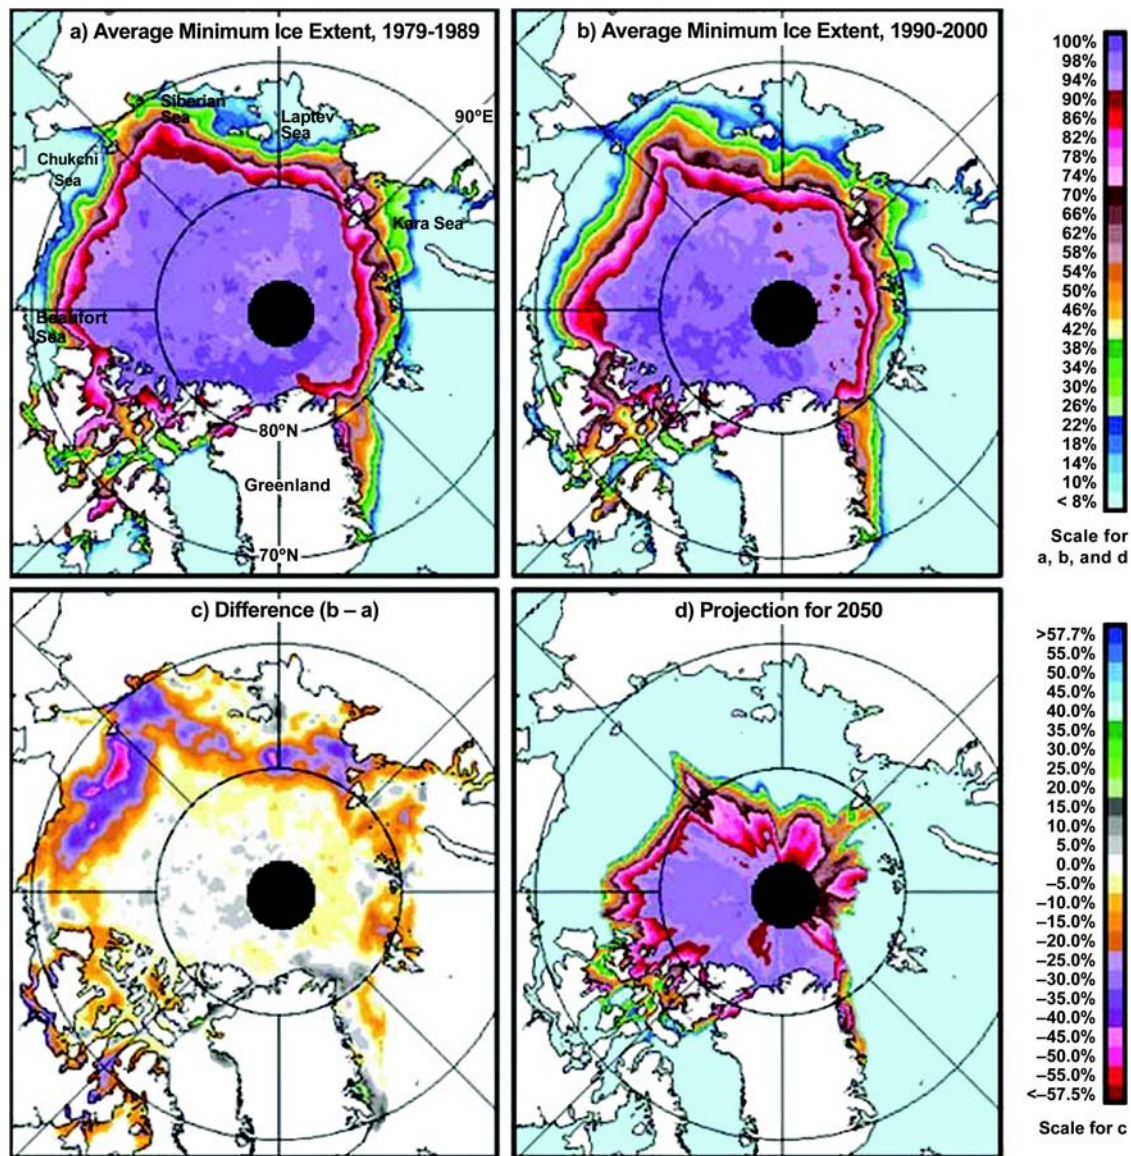 a) Average Minimum Ice Extent, 1979-1989
Siberian
Sea
Laptev
Sea
90°E
Chukchi
Sea
Kara Sea
Beaufort
Sea
80°N
Greenland
70°N
b) Average Minimum Ice Extent, 1990-2000
100%
98%
94%
90%
86%
82%
78%
74%
70%
66%
62%
58%
54%
50%
46%
42%
38%
34%
30%
26%
22%
18%
14%
10%
< 8%
Scale for
a, b, and d
c) Difference (b – a)
d) Projection for 2050
>57.7%
55.0%
50.0%
45.0%
40.0%
35.0%
30.0%
25.0%
20.0%
15.0%
10.0%
5.0%
0.0%
–5.0%
–10.0%
–15.0%
–20.0%
–25.0%
–30.0%
–35.0%
–40.0%
–45.0%
–50.0%
–55.0%
<–57.5%
Scale for c